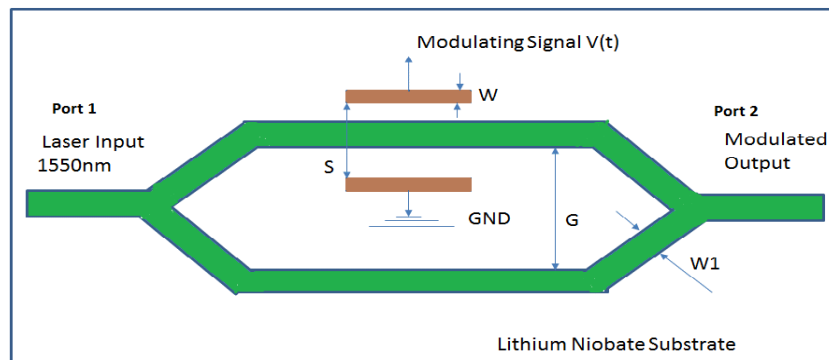 Modulating Signal V(t)
W
Port 1
Port 2
Laser Input
1550nm
Modulated
Output
S
GND
G
W1
Lithium Niobate Substrate